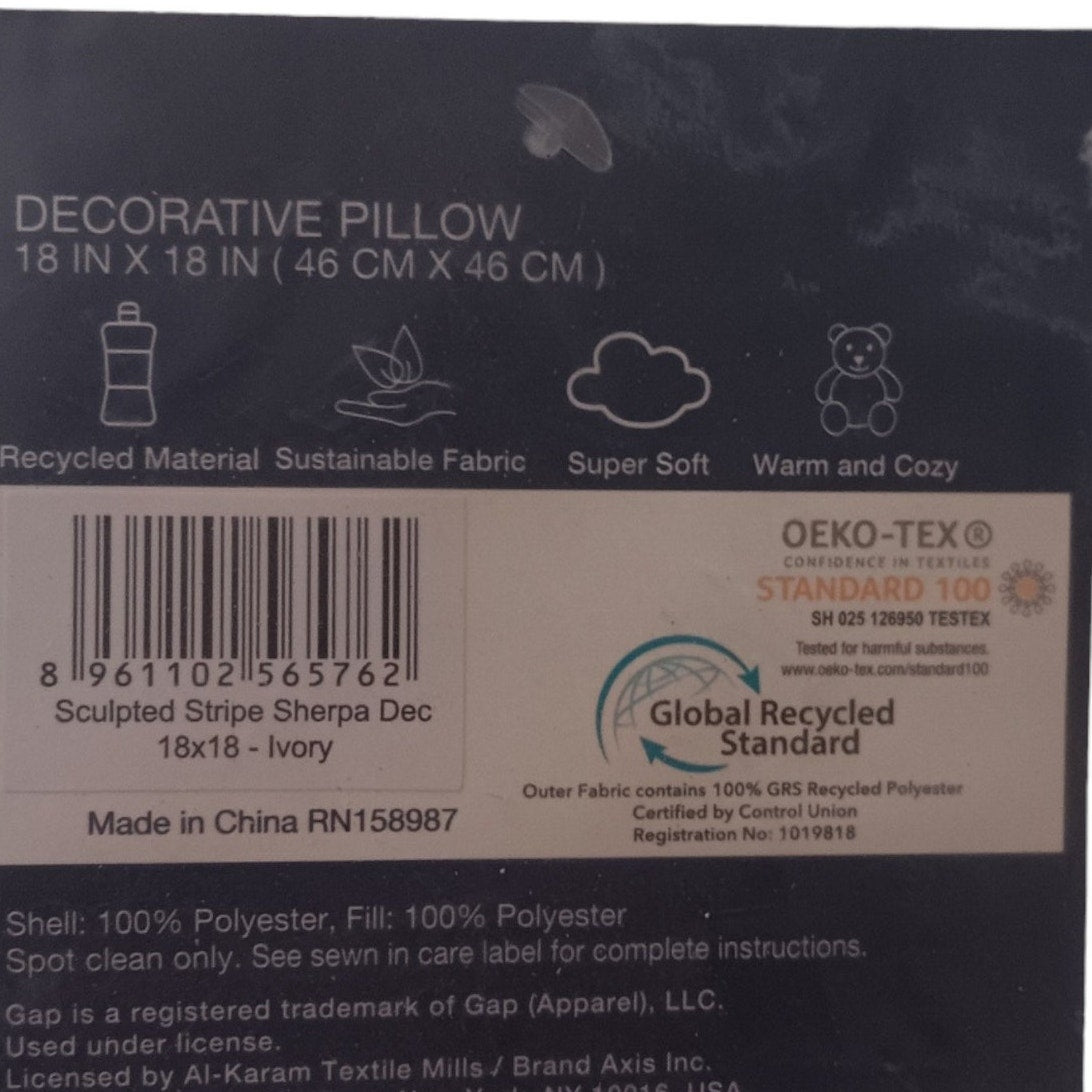 DECORATIVE PILLOW
18 IN X 18 IN ( 46 CM X 46 CM )
Recycled Material Sustainable Fabric Super Soft Warm and Cozy
8 961102 565762
Sculpted Stripe Sherpa Dec
18x18 - Ivory
Made in China RN158987
OEKO-TEX®
CONFIDENCE IN TEXTILES
STANDARD 100
SH 025 126950 TESTEX
Tested for harmful substances.
www.oeko-tex.com/standard100
Global Recycled
Standard
Outer Fabric contains 100% GRS Recycled Polyester
Certified by Control Union
Registration No: 1019818
Shell: 100% Polyester, Fill: 100% Polyester
Spot clean only. See sewn in care label for complete instructions.
Gap is a registered trademark of Gap (Apparel), LLC.
Used under license.
Licensed by Al-Karam Textile Mills / Brand Axis Inc.
York, NY 10016, USA